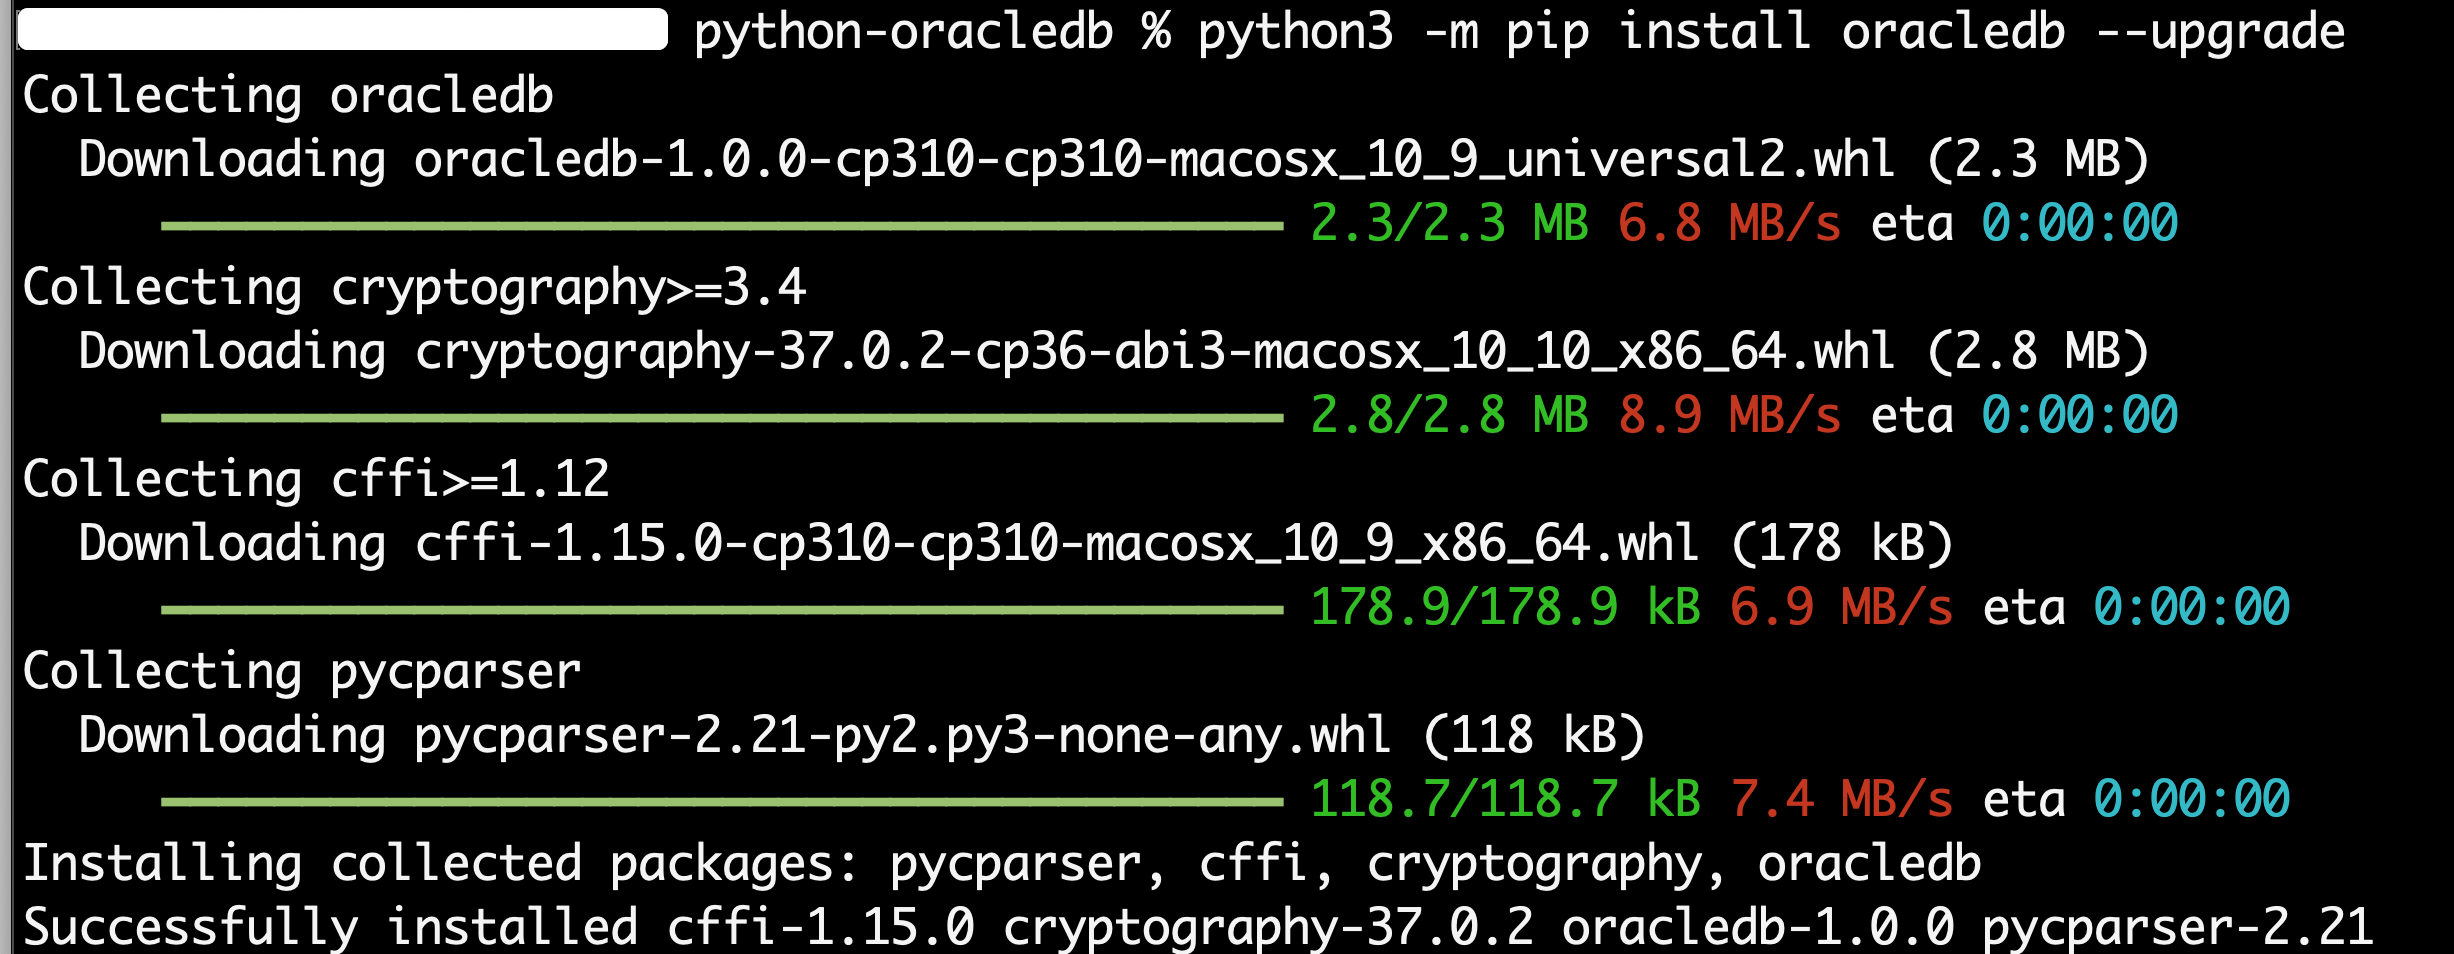 python-oracledb % python3 -m pip install oracledb --upgrade
Collecting oracledb
  Downloading oracledb-1.0.0-cp310-cp310-macosx_10_9_universal2.whl (2.3 MB)
2.3/2.3 MB 6.8 MB/s eta 0:00:00
Collecting cryptography>=3.4
  Downloading cryptography-37.0.2-cp36-abi3-macosx_10_10_x86_64.whl (2.8 MB)
2.8/2.8 MB 8.9 MB/s eta 0:00:00
Collecting cffi>=1.12
  Downloading cffi-1.15.0-cp310-cp310-macosx_10_9_x86_64.whl (178 kB)
178.9/178.9 kB 6.9 MB/s eta 0:00:00
Collecting pycparser
  Downloading pycparser-2.21-py2.py3-none-any.whl (118 kB)
118.7/118.7 kB 7.4 MB/s eta 0:00:00
Installing collected packages: pycparser, cffi, cryptography, oracledb
Successfully installed cffi-1.15.0 cryptography-37.0.2 oracledb-1.0.0 pycparser-2.21